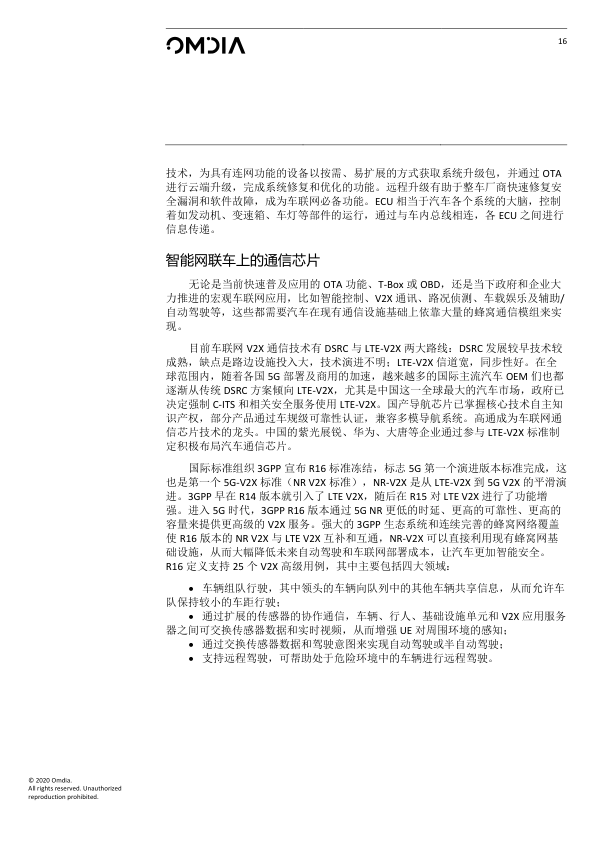 OMDIA
16
技术，为具有连网功能的设备以按需、易扩展的方式获取系统升级包，并通过 OTA
进行云端升级，完成系统修复和优化的功能。远程升级有助于整车厂商快速修复安
全漏洞和软件故障，成为车联网必备功能。ECU 相当于汽车各个系统的大脑，控制
着如发动机、变速箱、车灯等部件的运行，通过与车内总线相连，各 ECU 之间进行
信息传递。
智能网联车上的通信芯片
无论是当前快速普及应用的 OTA 功能、T-Box 或 OBD，还是当下政府和企业大
力推进的宏观车联网应用，比如智能控制、V2X 通讯、路况侦测、车载娱乐及辅助/
自动驾驶等，这些都需要汽车在现有通信设施基础上依靠大量的蜂窝通信模组来实
现。
目前车联网 V2X 通信技术有 DSRC 与 LTE-V2X 两大路线：DSRC 发展较早技术较
成熟，缺点是路边设施投入大，技术演进不明；LTE-V2X 信道宽，同步性好。在全
球范围内，随着各国 5G 部署及商用的加速，越来越多的国际主流汽车 OEM 们也都
逐渐从传统 DSRC 方案倾向 LTE-V2X，尤其是中国这一全球最大的汽车市场，政府已
决定强制 C-ITS 和相关安全服务使用 LTE-V2X。国产导航芯片已掌握核心技术自主知
识产权，部分产品通过车规级可靠性认证，兼容多模导航系统。高通成为车联网通
信芯片技术的龙头。中国的紫光展锐、华为、大唐等企业通过参与 LTE-V2X 标准制
定积极布局汽车通信芯片。
国际标准组织 3GPP 宣布 R16 标准冻结，标志 5G 第一个演进版本标准完成，这
也是第一个 5G-V2X 标准（NR V2X 标准），NR-V2X 是从 LTE-V2X 到 5G V2X 的平滑演
进。3GPP 早在 R14 版本就引入了 LTE V2X，随后在 R15 对 LTE V2X 进行了功能增
强。进入 5G 时代，3GPP R16 版本通过 5G NR 更低的时延、更高的可靠性、更高的
容量来提供更高级的 V2X 服务。强大的 3GPP 生态系统和连续完善的蜂窝网络覆盖
使 R16 版本的 NR V2X 与 LTE V2X 互补和互通，NR-V2X 可以直接利用现有蜂窝网基
础设施，从而大幅降低未来自动驾驶和车联网部署成本，让汽车更加智能安全。
R16 定义支持 25 个 V2X 高级用例，其中主要包括四大领域：
• 车辆组队行驶，其中领头的车辆向队列中的其他车辆共享信息，从而允许车
队保持较小的车距行驶；
• 通过扩展的传感器的协作通信，车辆、行人、基础设施单元和 V2X 应用服务
器之间可交换传感器数据和实时视频，从而增强 UE 对周围环境的感知；
• 通过交换传感器数据和驾驶意图来实现自动驾驶或半自动驾驶；
• 支持远程驾驶，可帮助处于危险环境中的车辆进行远程驾驶。
© 2020 Omdia.
All rights reserved. Unauthorized
reproduction prohibited.